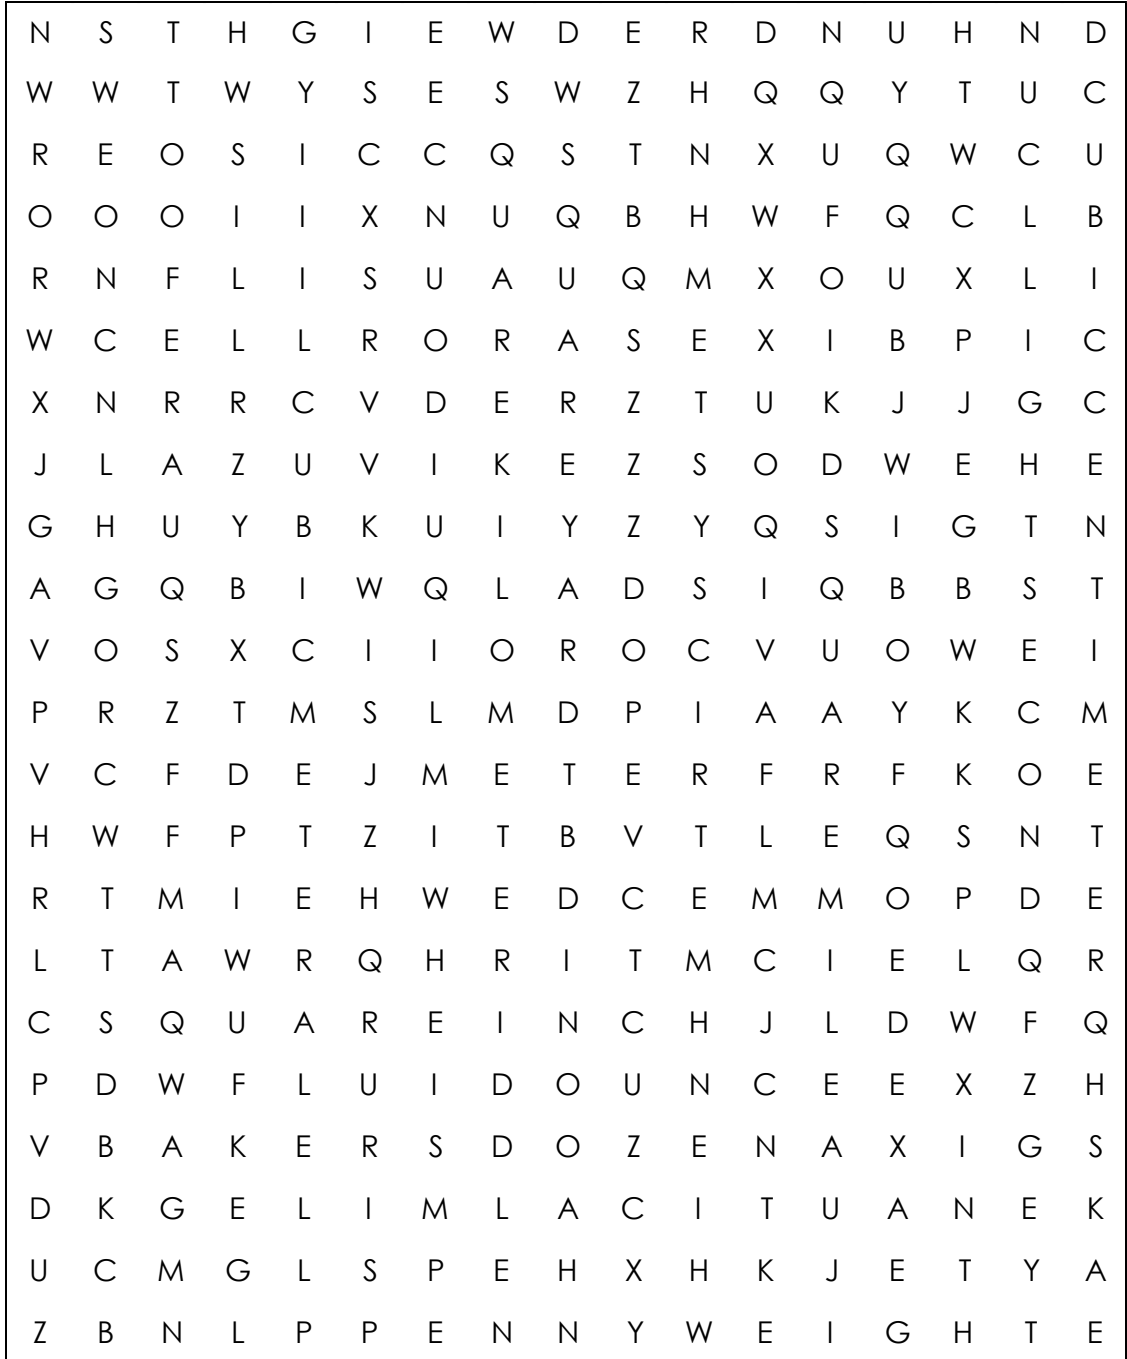 N S T H G I E W D E R D N U H N D
W W T W Y S E S W Z H Q Q Y T U C
R E O S I C C Q S T N X U Q W C U
O O O I I X N U Q B H W F Q C L B
R N F L I S U A U Q M X O U X L I
W C E L L R O R A S E X I B P I C
X N R R C V D E R Z T U K J J G C
J L A Z U V I K E Z S O D W E H E
G H U Y B K U I Y Z Y Q S I G T N
A G Q B I W Q L A D S I Q B B S T
V O S X C I I O R O C V U O W E I
P R Z T M S L M D P I A A Y K C M
V C F D E J M E T E R F R F K O E
H W F P T Z I T B V T L E Q S N T
R T M I E H W E D C E M M O P D E
L T A W R Q H R I T M C I E L Q R
C S Q U A R E I N C H J L D W F Q
P D W F L U I D O U N C E E X Z H
V B A K E R S D O Z E N A X I G S
D K G E L I M L A C I T U A N E K
U C M G L S P E H X H K J E T Y A
Z B N L P P E N N Y W E I G H T E